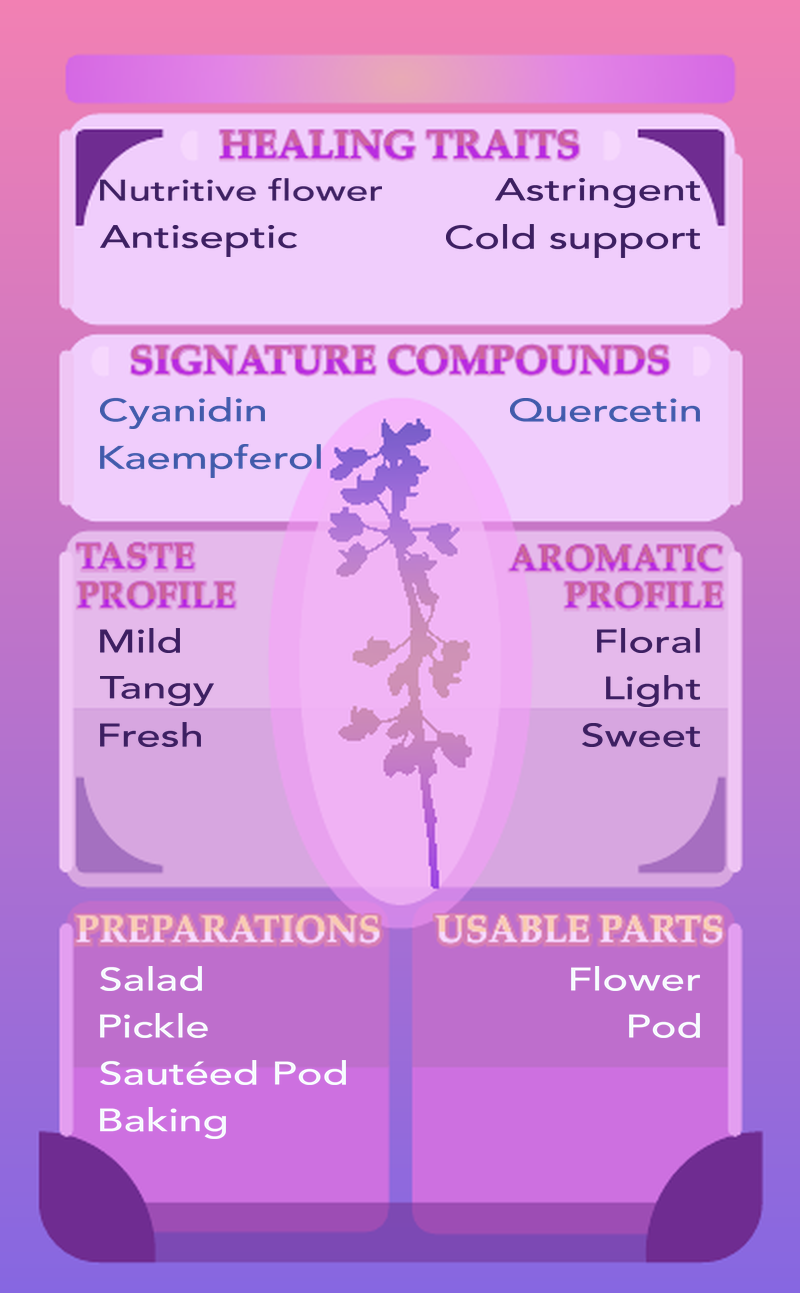 HEALING TRAITS
Nutritive flower
Astringent
Antiseptic
Cold support
SIGNATURE COMPOUNDS
Cyanidin
Quercetin
Kaempferol
TASTE
PROFILE
Mild
Tangy
Fresh
AROMATIC
PROFILE
Floral
Light
Sweet
PREPARATIONS
Salad
Pickle
Sautéed Pod
Baking
USABLE PARTS
Flower
Pod